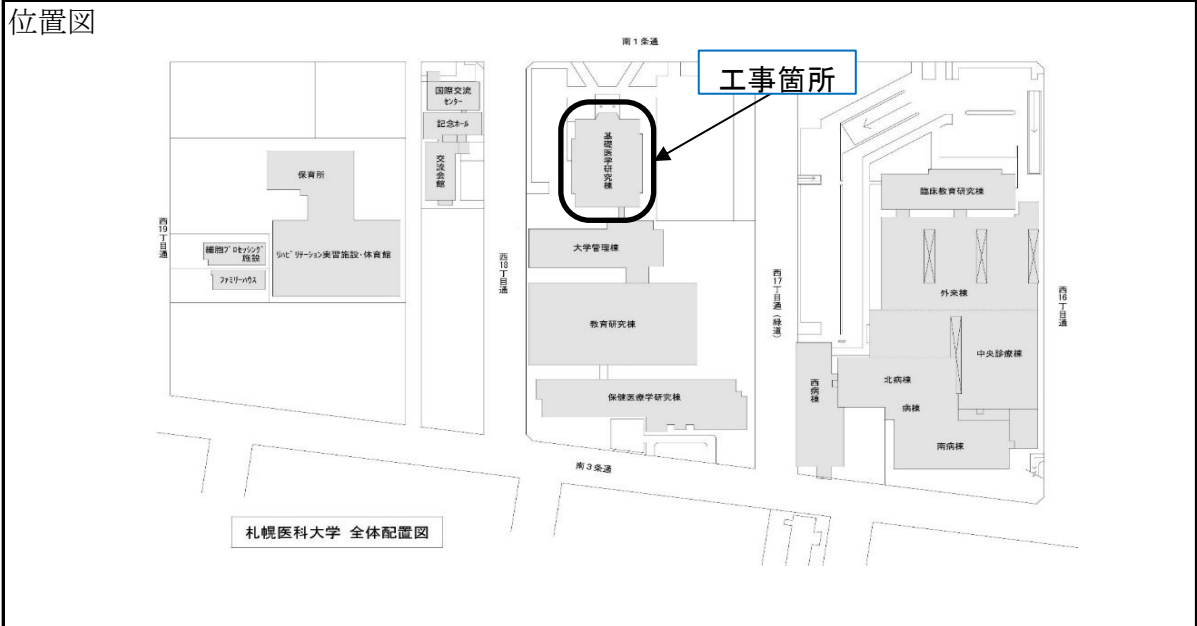 位置図
南1条通
工事箇所
国際交流
センター
記念ホール
交流会館
基礎医学研究棟
保育所
臨床教育研究棟
西19丁目通
細胞プロセッシング
施設
ファミリーハウス
リハビリテーション実習施設・体育館
西18丁目通
大学管理棟
西17丁目通(緑道)
外来棟
西16丁目通
教育研究棟
中央診療棟
西病棟
北病棟
病棟
保健医療学研究棟
南病棟
南3条通
札幌医科大学 全体配置図